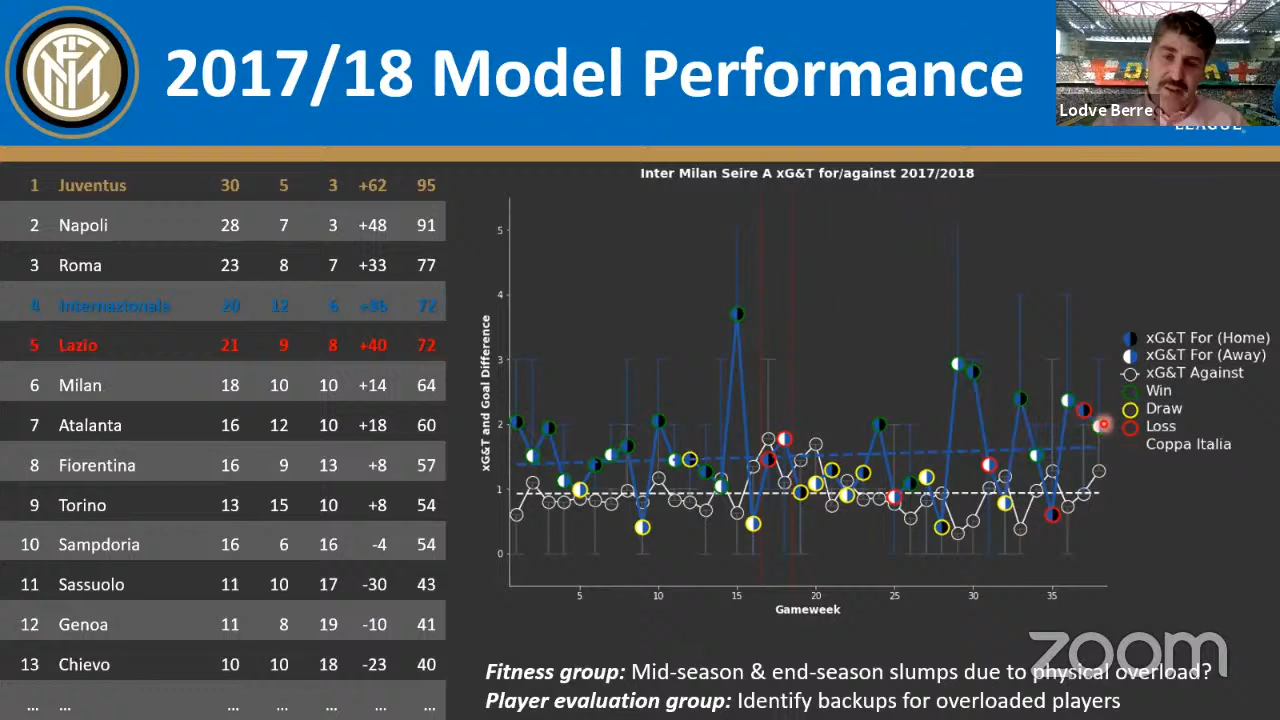 2017/18 Model Performance
Lodve Berre
LEAGUE
1 Juventus 30 5 3 +62 95
2 Napoli 28 7 3 +48 91
3 Roma 23 8 7 +33 77
4 Internazionale 20 12 6 +36 72
5 Lazio 21 9 8 +40 72
6 Milan 18 10 10 +14 64
7 Atalanta 16 12 10 +18 60
8 Fiorentina 16 9 13 +8 57
9 Torino 13 15 10 +8 54
10 Sampdoria 16 6 16 -4 54
11 Sassuolo 11 10 17 -30 43
12 Genoa 11 8 19 -10 41
13 Chievo 10 10 18 -23 40
... ... ... ... ... ... ...
Inter Milan Seire A xG&T for/against 2017/2018
xG&T and Goal Difference
5
4
3
2
1
0
5 10 15 20 25 30 35
Gameweek
xG&T For (Home)
xG&T For (Away)
xG&T Against
Win
Draw
Loss
Coppa Italia
zoom
Fitness group: Mid-season & end-season slumps due to physical overload?
Player evaluation group: Identify backups for overloaded players